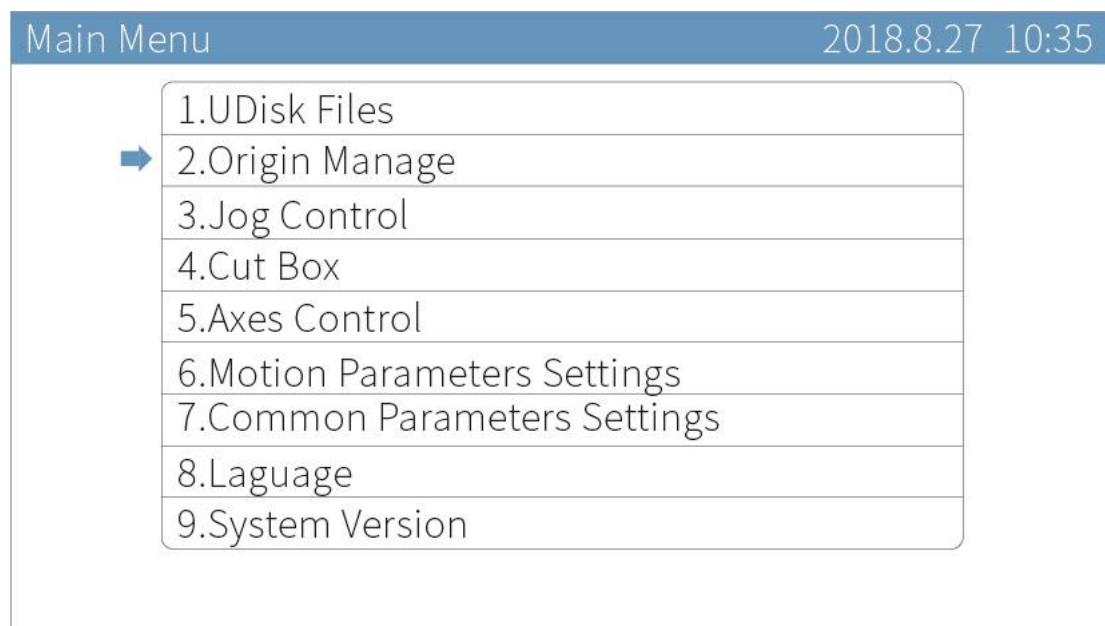 Main Menu 2018.8.27 10:35
1.UDisk Files
2.Origin Manage
3.Jog Control
4.Cut Box
5.Axes Control
6.Motion Parameters Settings
7.Common Parameters Settings
8.Laguage
9.System Version